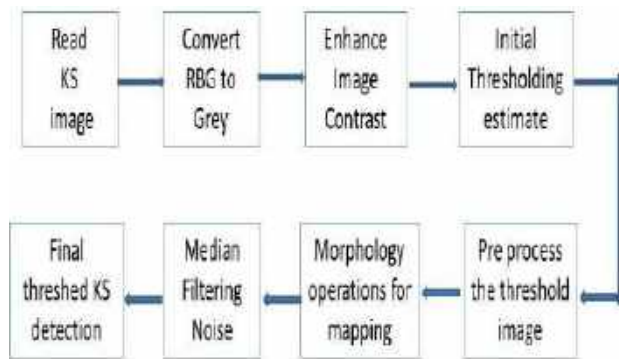 Read
KS
image
Convert
RBG to
Grey
Enhance
Image
Contrast
Initial
Thresholding
estimate
Pre process
the threshold
image
Morphology
operations for
mapping
Median
Filtering
Noise
Final
threshed KS
detection